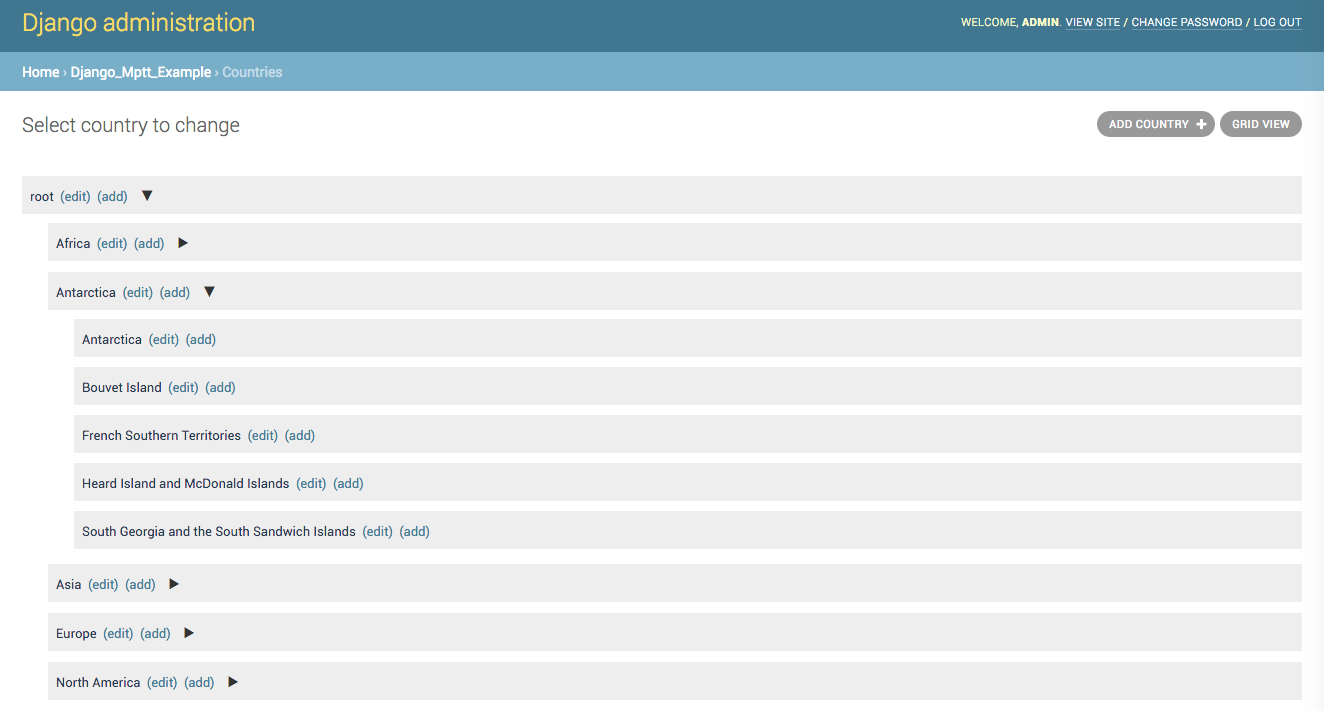 Django administration
WELCOME, ADMIN. VIEW SITE / CHANGE PASSWORD / LOG OUT
Home › Django_Mptt_Example › Countries
Select country to change
ADD COUNTRY +
GRID VIEW
root (edit) (add) ▼
Africa (edit) (add) ▶
Antarctica (edit) (add) ▼
Antarctica (edit) (add)
Bouvet Island (edit) (add)
French Southern Territories (edit) (add)
Heard Island and McDonald Islands (edit) (add)
South Georgia and the South Sandwich Islands (edit) (add)
Asia (edit) (add) ▶
Europe (edit) (add) ▶
North America (edit) (add) ▶